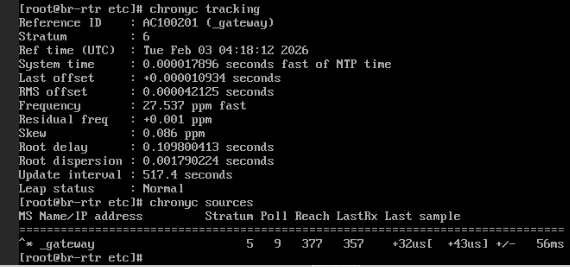 [root@br-rtr etc]# chronyc tracking
Reference ID    : AC100201 (_gateway)
Stratum         : 6
Ref time (UTC)  : Tue Feb 03 04:18:12 2026
System time     : 0.000017896 seconds fast of NTP time
Last offset     : +0.000010934 seconds
RMS offset      : 0.000042125 seconds
Frequency       : 27.537 ppm fast
Residual freq   : +0.001 ppm
Skew            : 0.086 ppm
Root delay      : 0.109800413 seconds
Root dispersion : 0.001790224 seconds
Update interval : 517.4 seconds
Leap status     : Normal
[root@br-rtr etc]# chronyc sources
MS Name/IP address         Stratum Poll Reach LastRx Last sample
===============================================================================
^* _gateway                      5   9   377   357    +32us[  +43us] +/-   56ms
[root@br-rtr etc]#